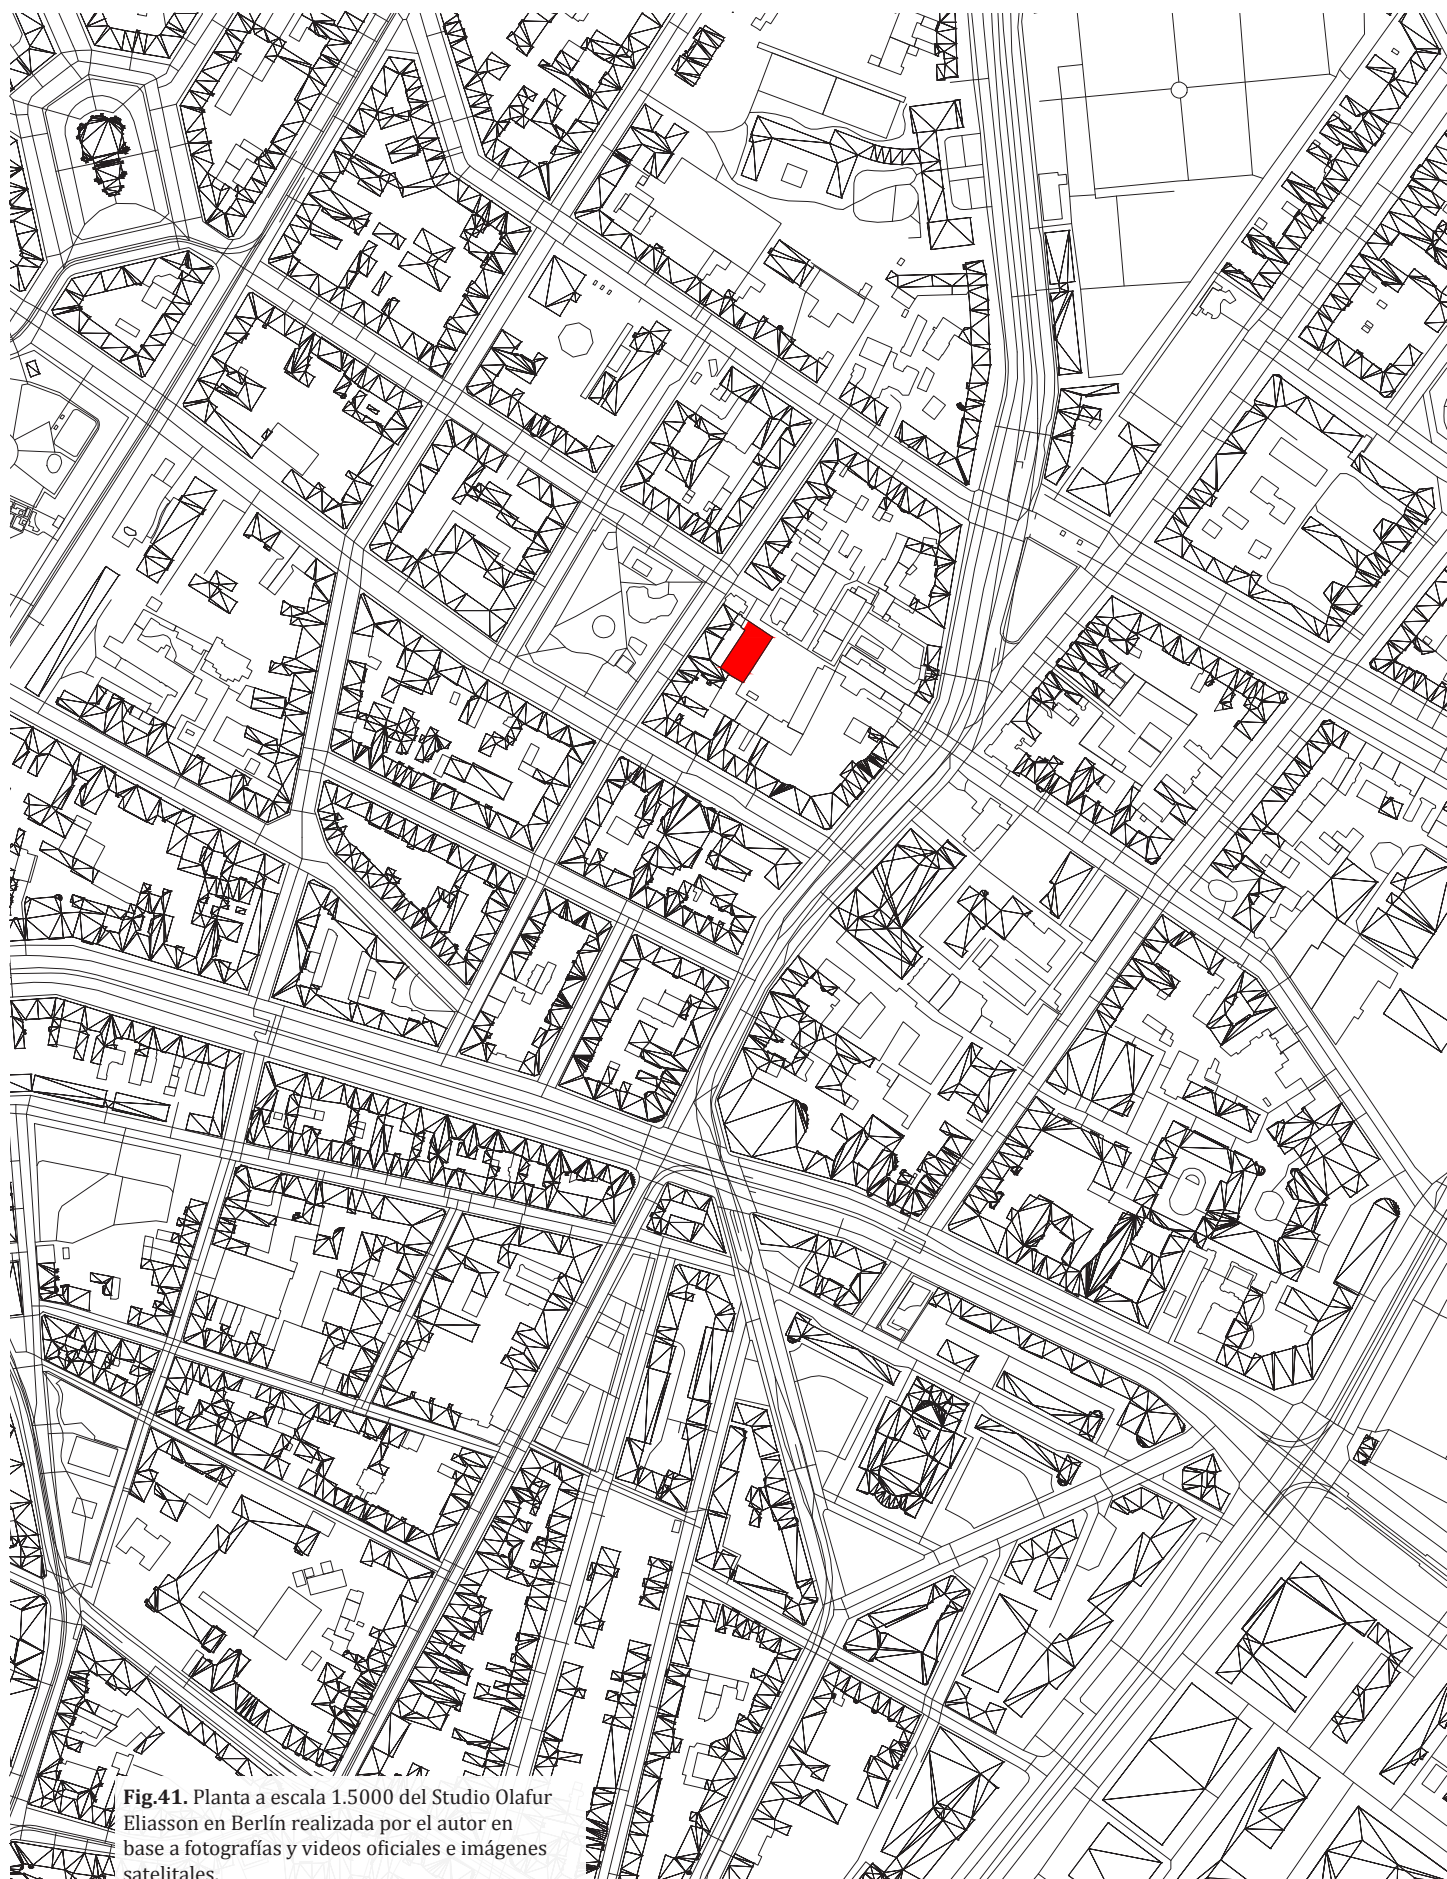 Fig.41. Planta a escala 1.5000 del Studio Olafur
Eliasson en Berlín realizada por el autor en
base a fotografías y videos oficiales e imágenes
satelitales.